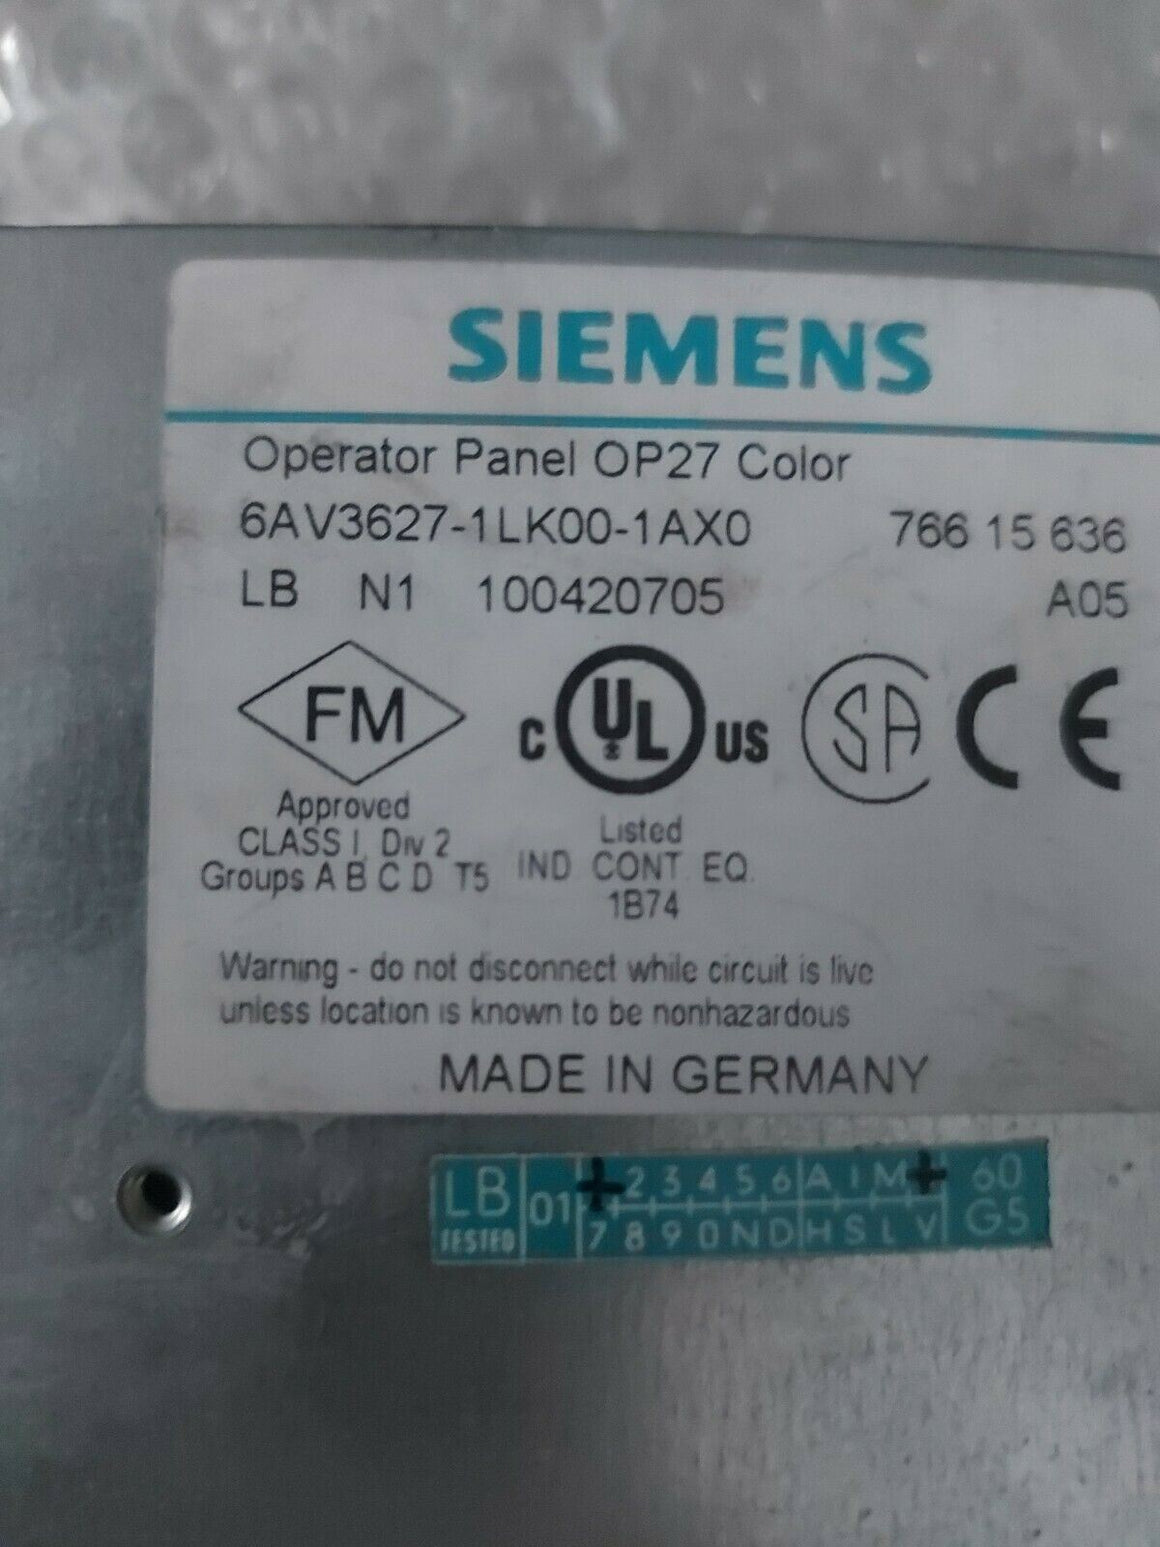 SIEMENS
Operator Panel OP27 Color
6AV3627-1LK00-1AX0 766 15 636
LB N1 100420705 A05
FM C UL US SA CE
Approved
CLASS I, Div 2
Groups A B C D T5
Listed
IND. CONT. EQ.
1B74
Warning - do not disconnect while circuit is live
unless location is known to be nonhazardous
MADE IN GERMANY
LB 01 2 3 4 5 6 A I M 60
TESTED 7 8 9 0 N D H S L V G5